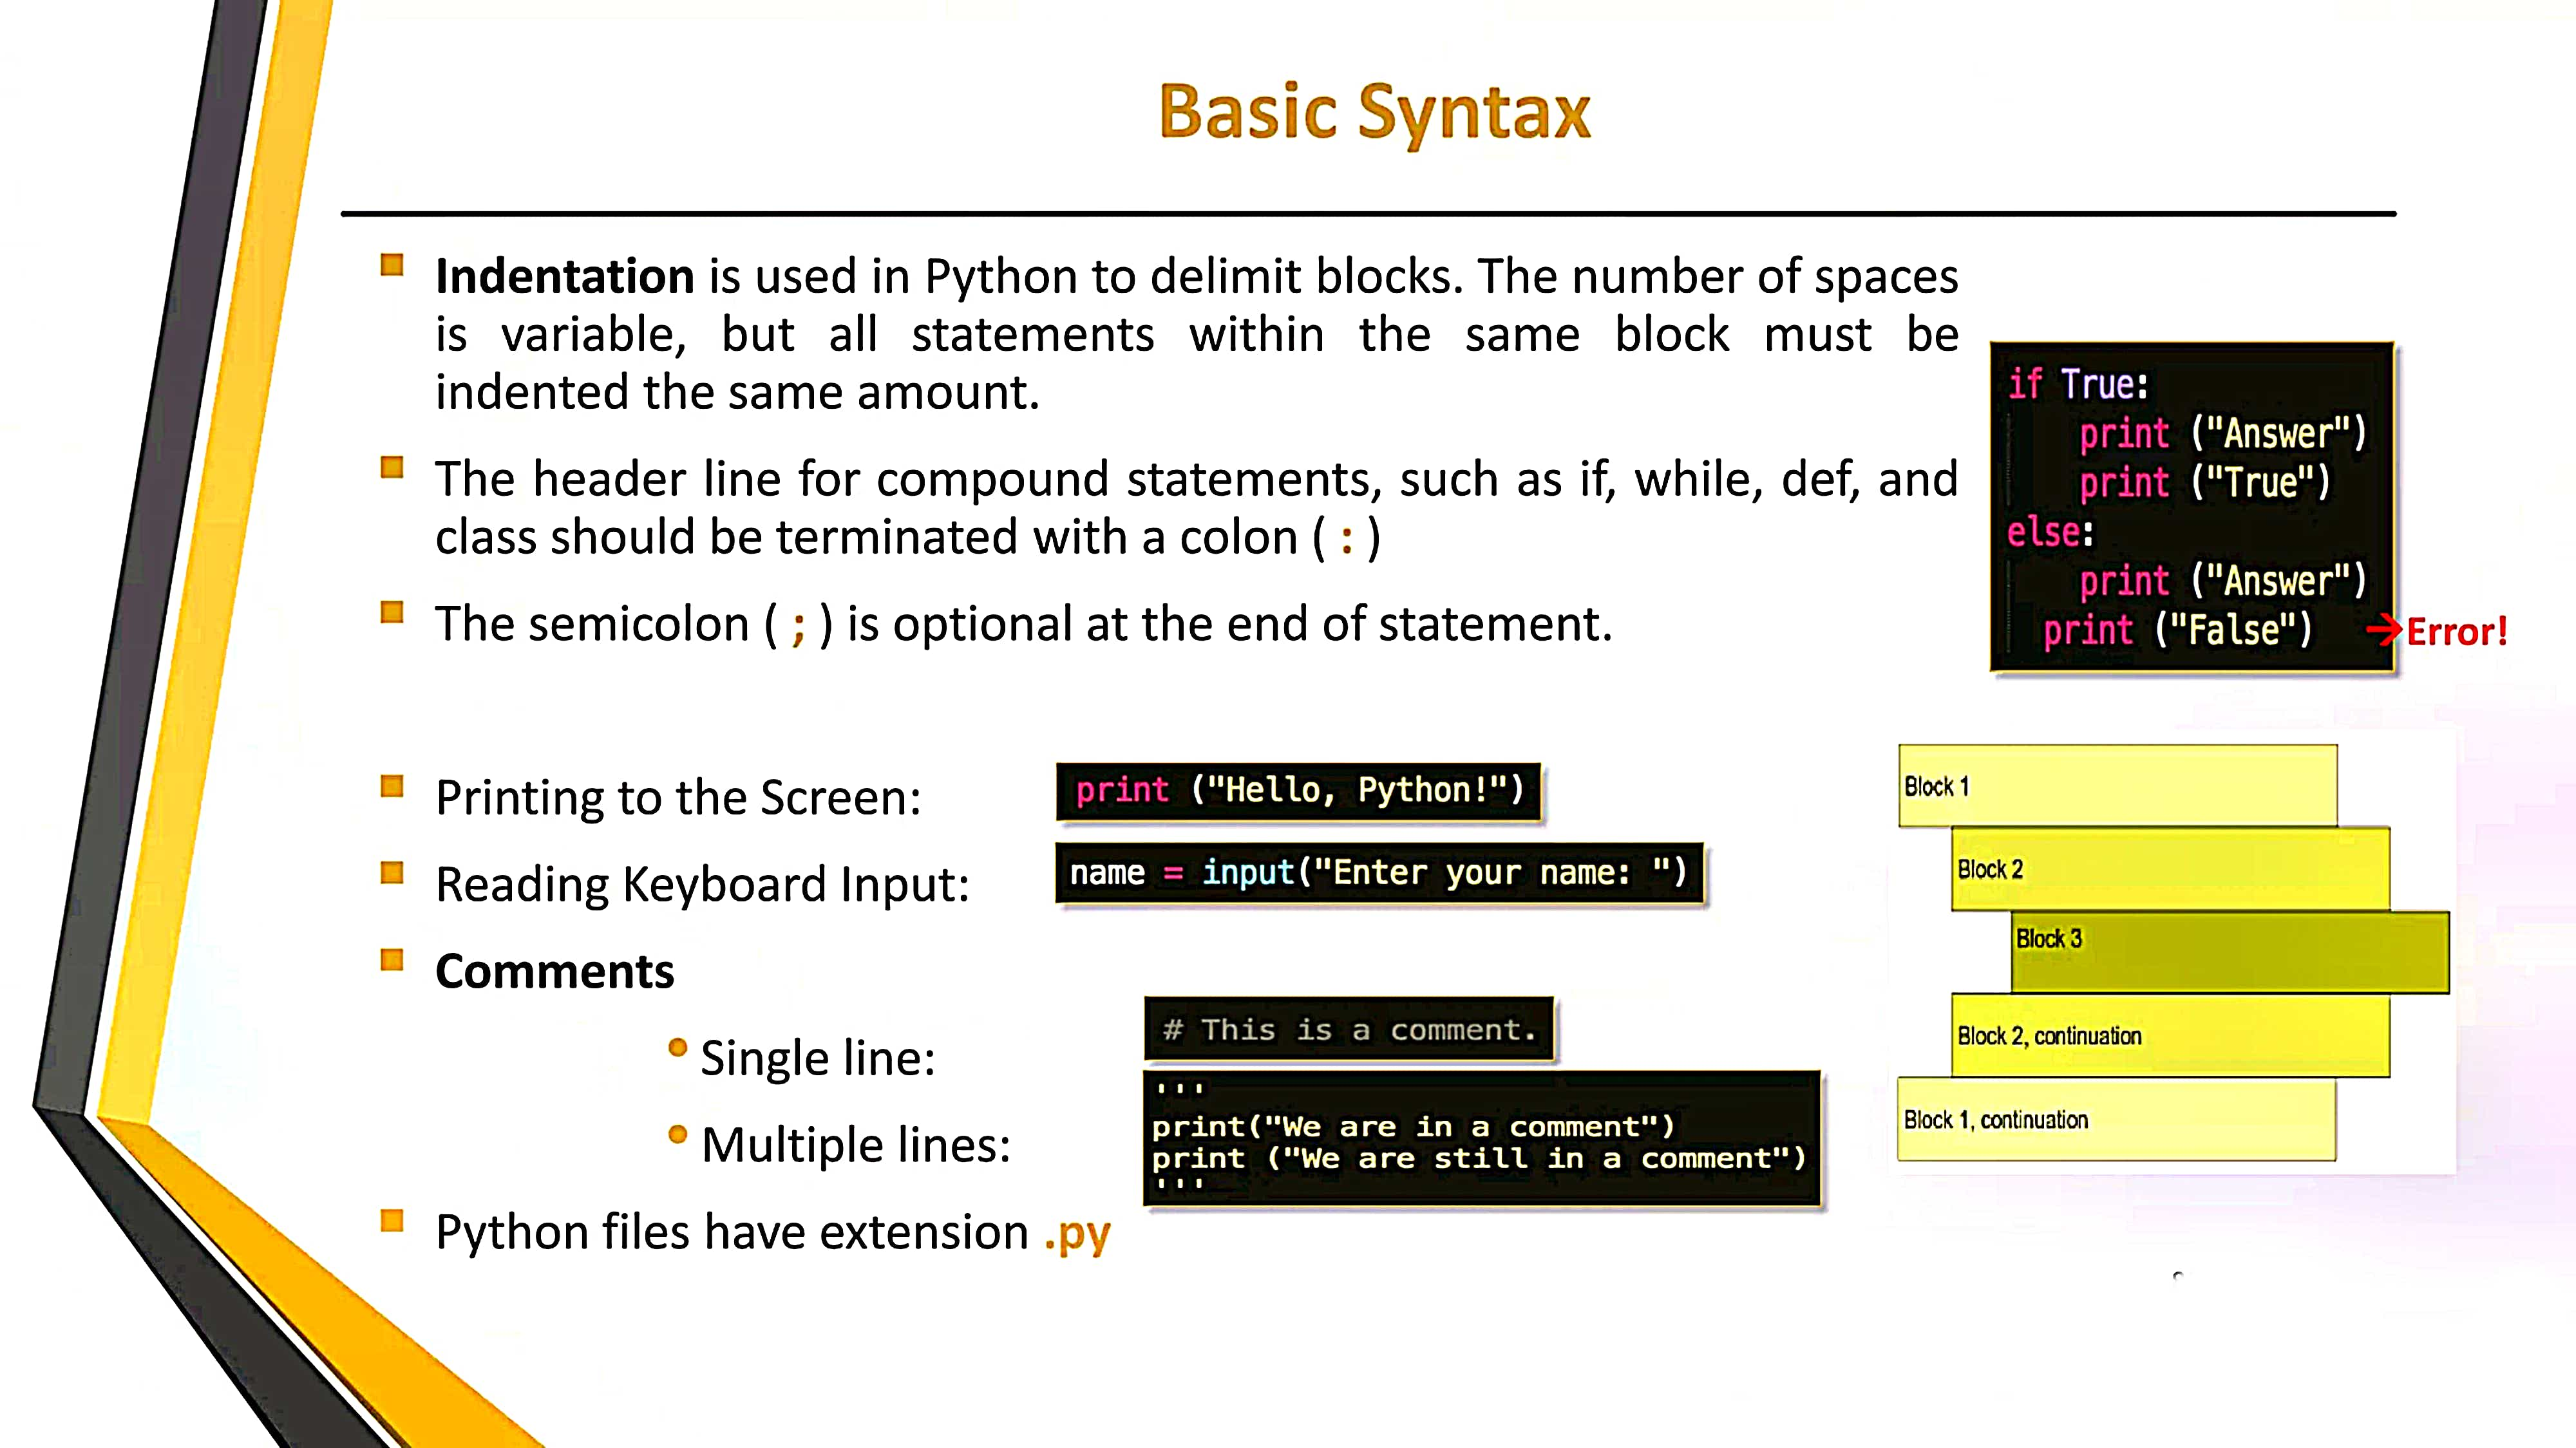 Basic Syntax
Indentation is used in Python to delimit blocks. The number of spaces
is variable, but all statements within the same block must be
indented the same amount.
The header line for compound statements, such as if, while, def, and
class should be terminated with a colon ( : )
The semicolon ( ; ) is optional at the end of statement.
if True:
print ("Answer")
print ("True")
else:
print ("Answer")
print ("False") →Error!
Printing to the Screen:
print ("Hello, Python!")
Reading Keyboard Input:
name = input("Enter your name: ")
Comments
Single line:
# This is a comment.
Multiple lines:
'''
print("We are in a comment")
print ("We are still in a comment")
'''
Python files have extension .py
Block 1
Block 2
Block 3
Block 2, continuation
Block 1, continuation